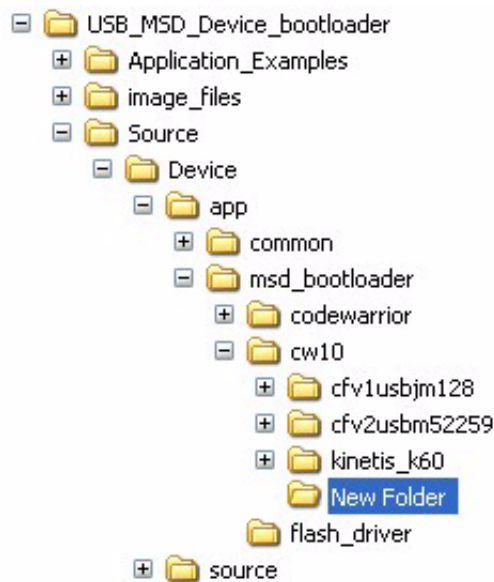 USB_MSD_Device_bootloader
Application_Examples
image_files
Source
Device
app
common
msd_bootloader
codewarrior
cw10
cfv1usbjm128
cfv2usbm52259
kinetis_k60
New Folder
flash_driver
source